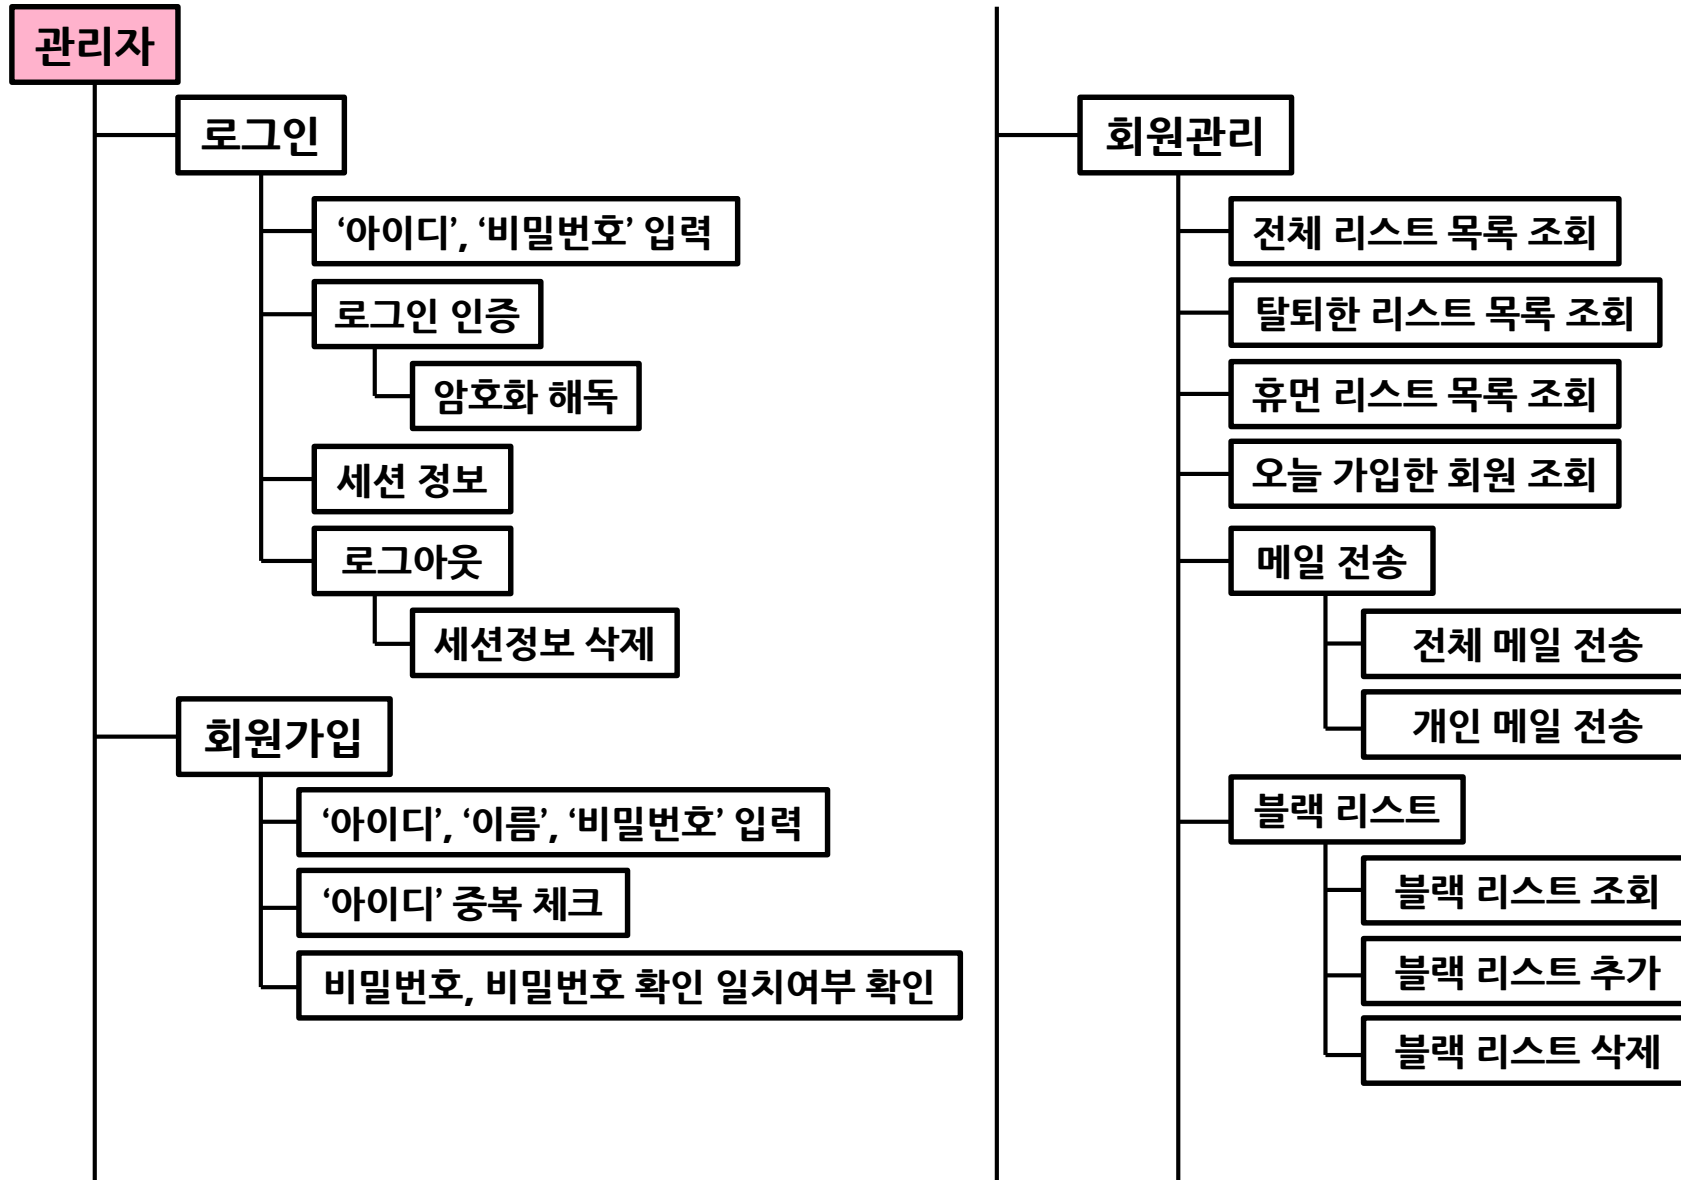 관리자
로그인
‘아이디’, ‘비밀번호’ 입력
로그인 인증
암호화 해독
세션 정보
로그아웃
세션정보 삭제
회원가입
‘아이디’, ‘이름’, ‘비밀번호’ 입력
‘아이디’ 중복 체크
비밀번호, 비밀번호 확인 일치여부 확인
회원관리
전체 리스트 목록 조회
탈퇴한 리스트 목록 조회
휴먼 리스트 목록 조회
오늘 가입한 회원 조회
메일 전송
전체 메일 전송
개인 메일 전송
블랙 리스트
블랙 리스트 조회
블랙 리스트 추가
블랙 리스트 삭제